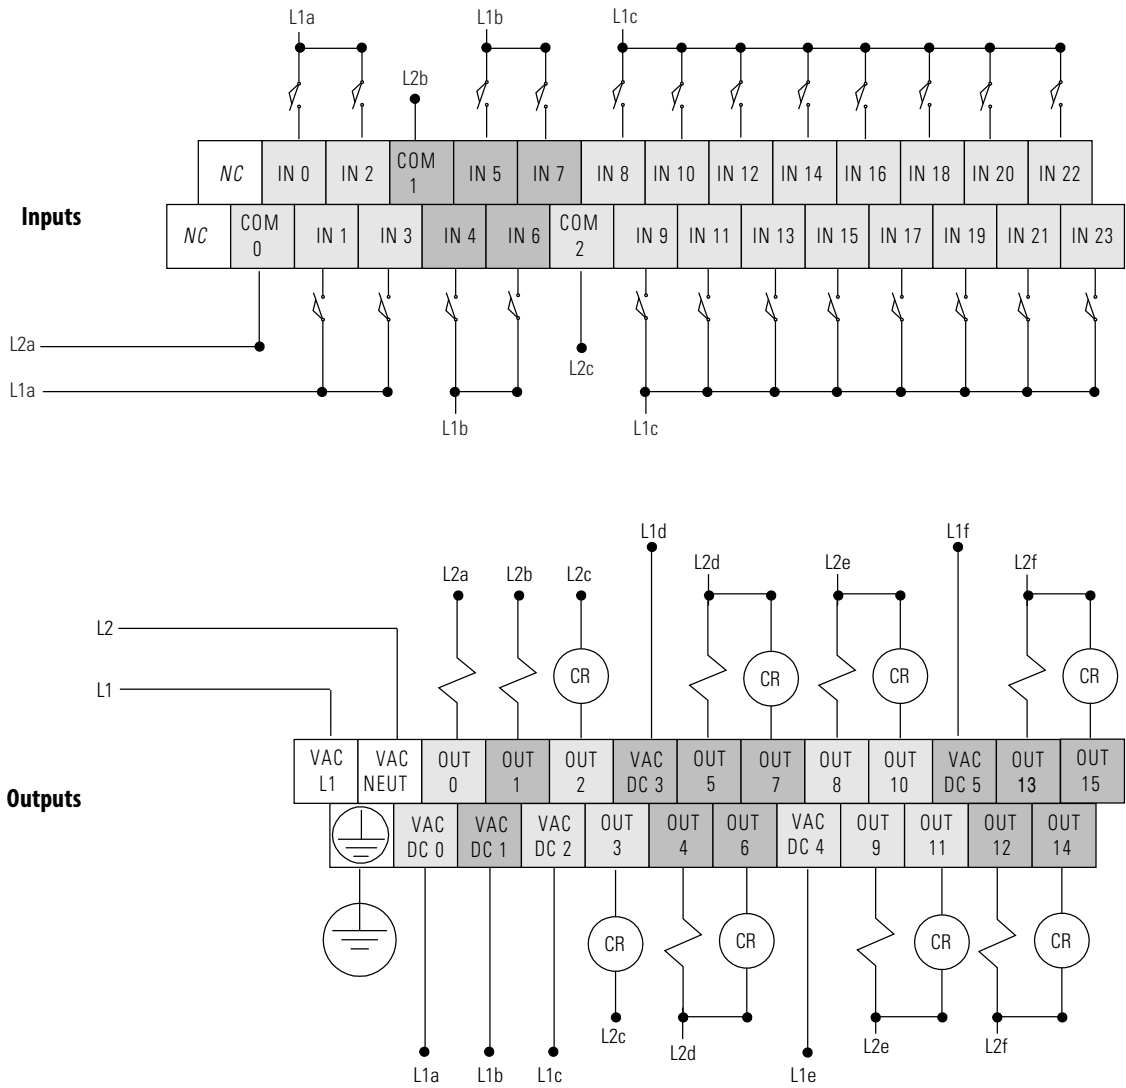 L1a L1b L1c
L2b
NC IN 0 IN 2 COM 1 IN 5 IN 7 IN 8 IN 10 IN 12 IN 14 IN 16 IN 18 IN 20 IN 22
Inputs
NC COM 0 IN 1 IN 3 IN 4 IN 6 COM 2 IN 9 IN 11 IN 13 IN 15 IN 17 IN 19 IN 21 IN 23
L2a
L2c
L1a
L1b L1c
L1d L1f
L2d L2e L2f
L2a L2b L2c
L2
CR CR CR CR
L1
VAC L1 VAC NEUT OUT 0 OUT 1 OUT 2 VAC DC 3 OUT 5 OUT 7 OUT 8 OUT 10 VAC DC 5 OUT 13 OUT 15
Outputs
VAC DC 0 VAC DC 1 VAC DC 2 OUT 3 OUT 4 OUT 6 VAC DC 4 OUT 9 OUT 11 OUT 12 OUT 14
CR CR CR CR
L2c L2d L2e L2f
L1a L1b L1c L1e